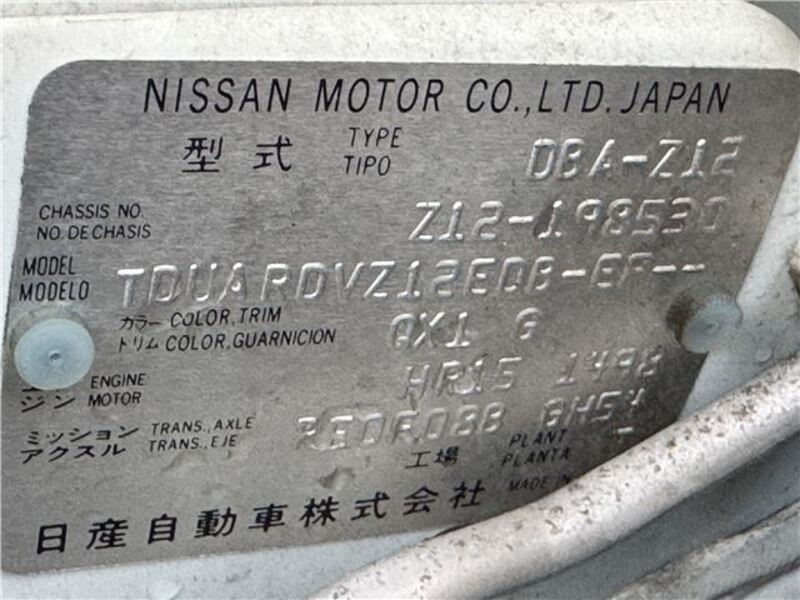 NISSAN MOTOR CO.,LTD. JAPAN
型式 TYPE TIPO DBA-Z12
CHASSIS NO. NO. DE CHASIS Z12-198530
MODEL MODELO TDUARDVZ12EQB-EP--
カラー COLOR, TRIM
トリム COLOR, GUARNICION QX1 G
ENGINE HR15 1498
ジン MOTOR
ミッション TRANS., AXLE
アクスル TRANS., EJE
工場 PLANT PLANTA
MADE IN
日産自動車株式会社